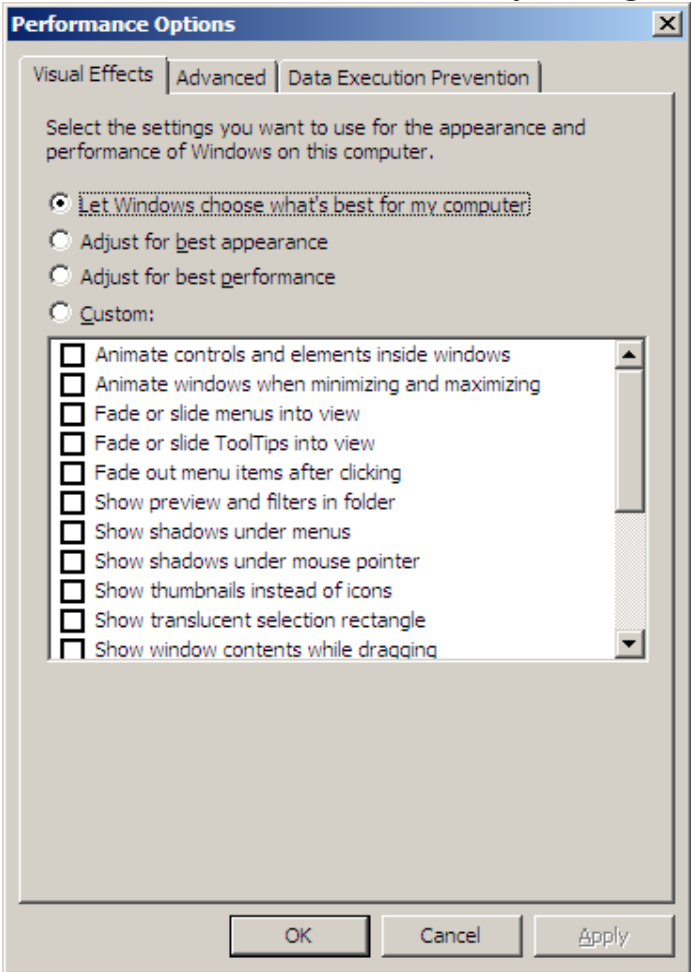 Performance Options
Visual Effects Advanced Data Execution Prevention
Select the settings you want to use for the appearance and
performance of Windows on this computer.
Let Windows choose what's best for my computer
Adjust for best appearance
Adjust for best performance
Custom:
Animate controls and elements inside windows
Animate windows when minimizing and maximizing
Fade or slide menus into view
Fade or slide ToolTips into view
Fade out menu items after clicking
Show preview and filters in folder
Show shadows under menus
Show shadows under mouse pointer
Show thumbnails instead of icons
Show translucent selection rectangle
Show window contents while dragging
OK Cancel Apply